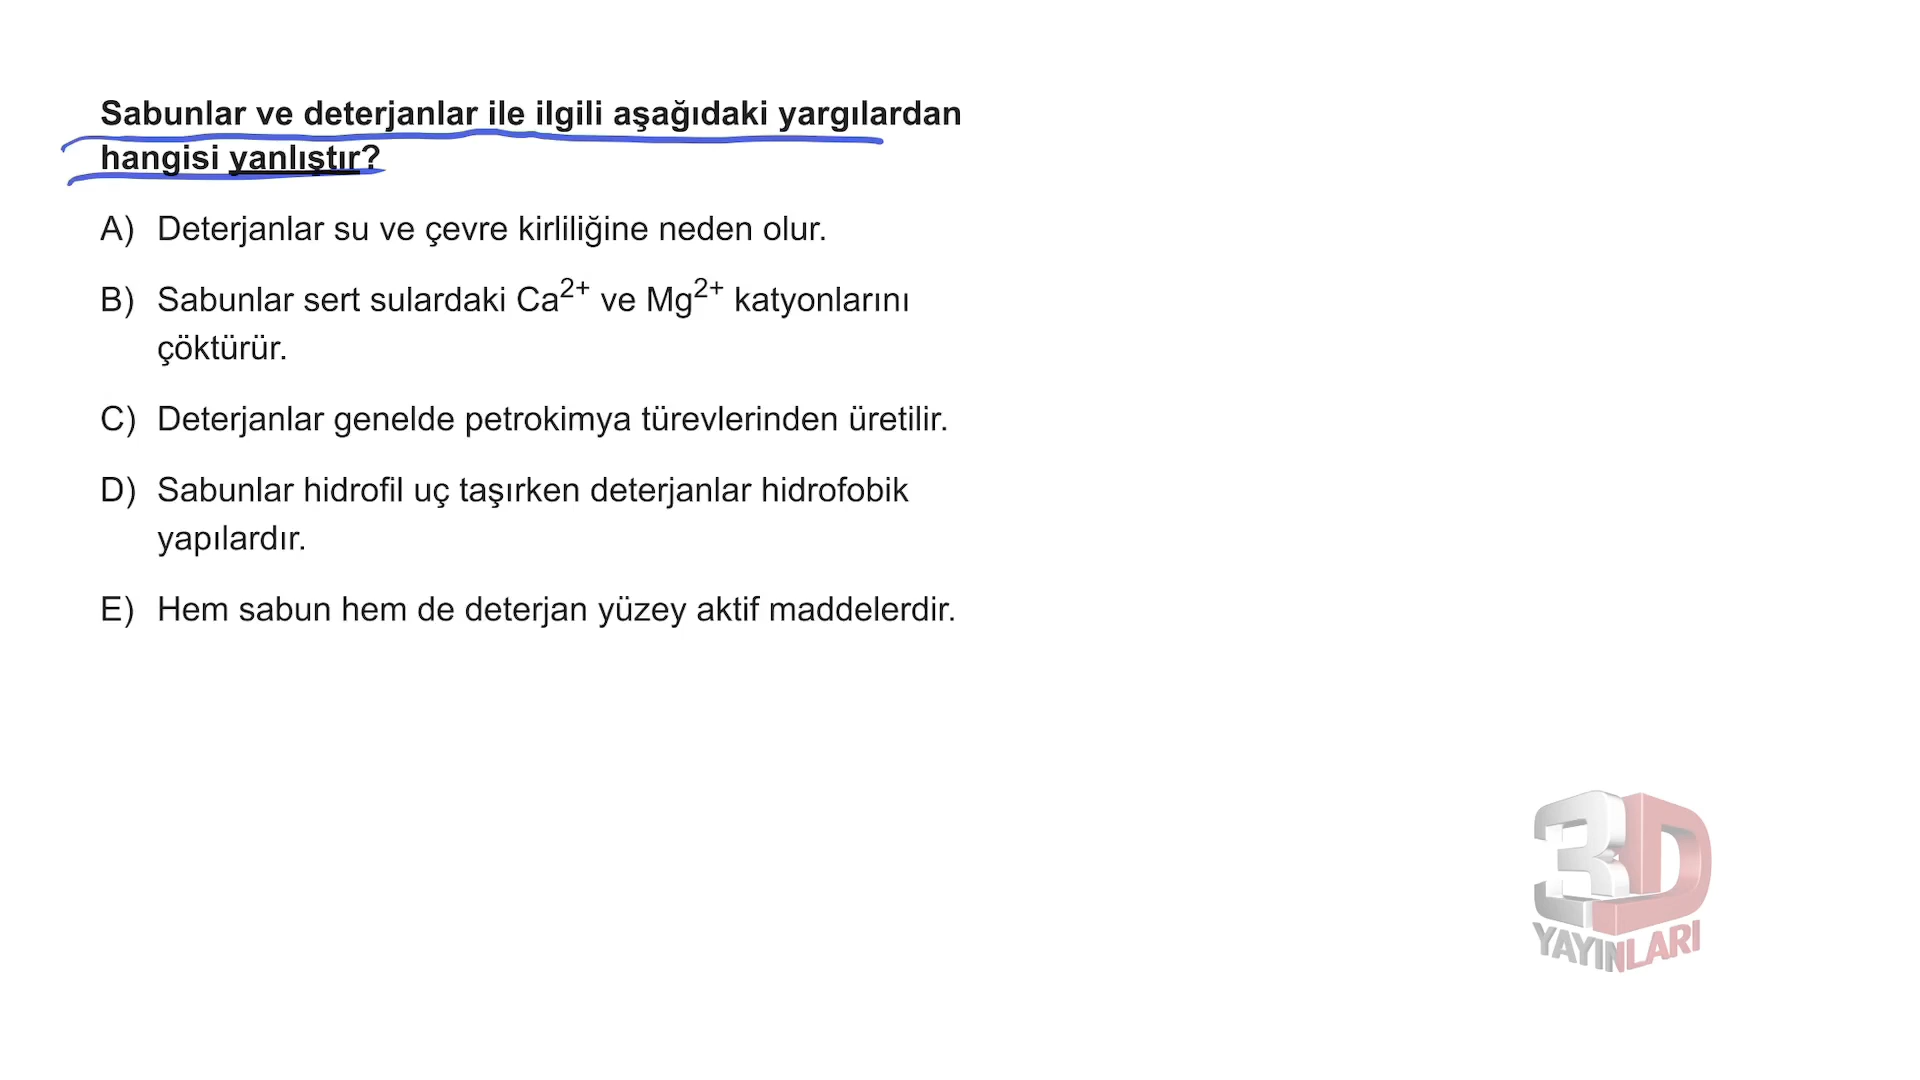 Sabunlar ve deterjanlar ile ilgili aşağıdaki yargılardan
hangisi yanlıştır?
A) Deterjanlar su ve çevre kirliliğine neden olur.
B) Sabunlar sert sulardaki Ca²⁺ ve Mg²⁺ katyonlarını
çöktürür.
C) Deterjanlar genelde petrokimya türevlerinden üretilir.
D) Sabunlar hidrofil uç taşırken deterjanlar hidrofobik
yapılardır.
E) Hem sabun hem de deterjan yüzey aktif maddelerdir.
3D
YAYINLARI